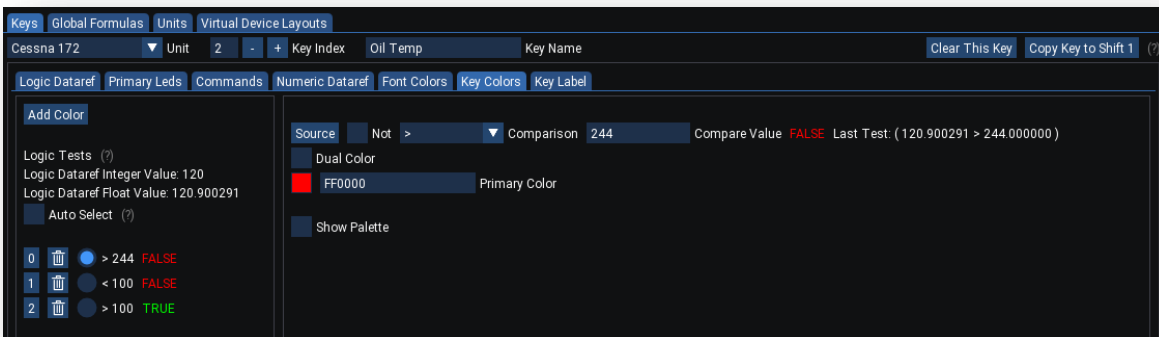 Keys Global Formulas Units Virtual Device Layouts
Cessna 172 Unit 2 - + Key Index Oil Temp Key Name Clear This Key Copy Key to Shift 1 (?)
Logic Dataref Primary Leds Commands Numeric Dataref Font Colors Key Colors Key Label
Add Color
Logic Tests (?)
Logic Dataref Integer Value: 120
Logic Dataref Float Value: 120.900291
Auto Select (?)
0 > 244 FALSE
1 < 100 FALSE
2 > 100 TRUE
Source Not > Comparison 244 Compare Value FALSE Last Test: ( 120.900291 > 244.000000 )
Dual Color
FF0000 Primary Color
Show Palette